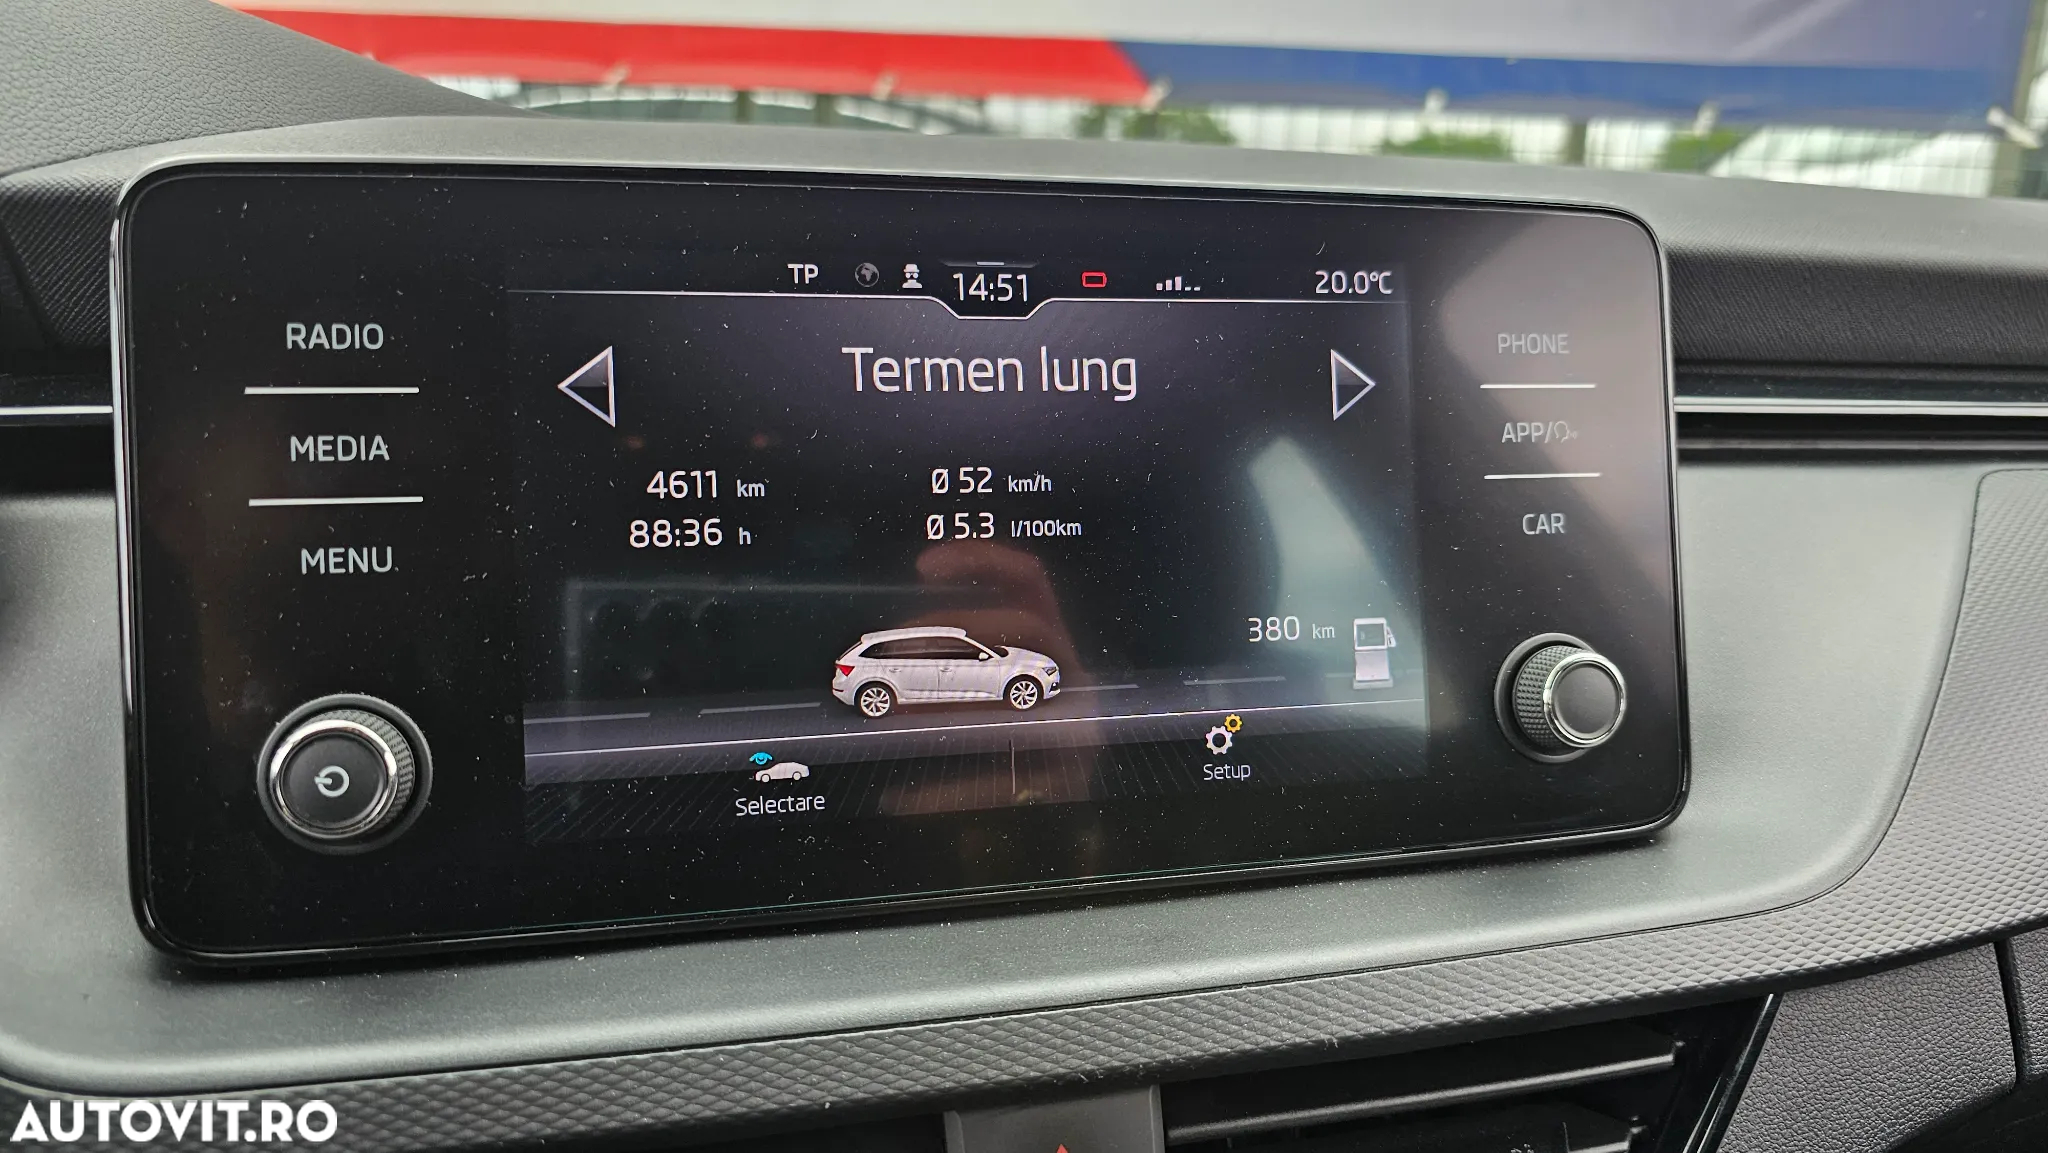 TP 14:51 20.0°C
RADIO
MEDIA
MENU
PHONE
APP/
CAR
Termen lung
4611 km
88:36 h
Ø 52 km/h
Ø 5.3 l/100km
380 km
Selectare
Setup
AUTOVIT.RO